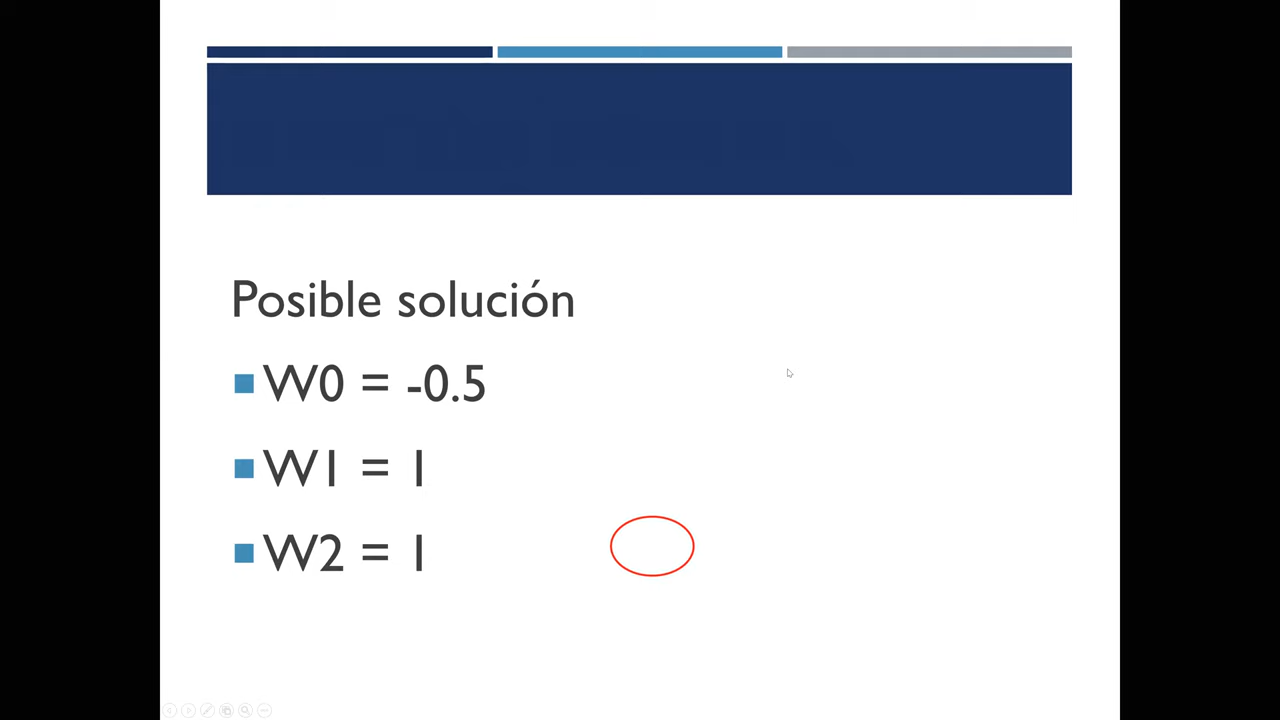 Posible solución
W0 = -0.5
W1 = 1
W2 = 1